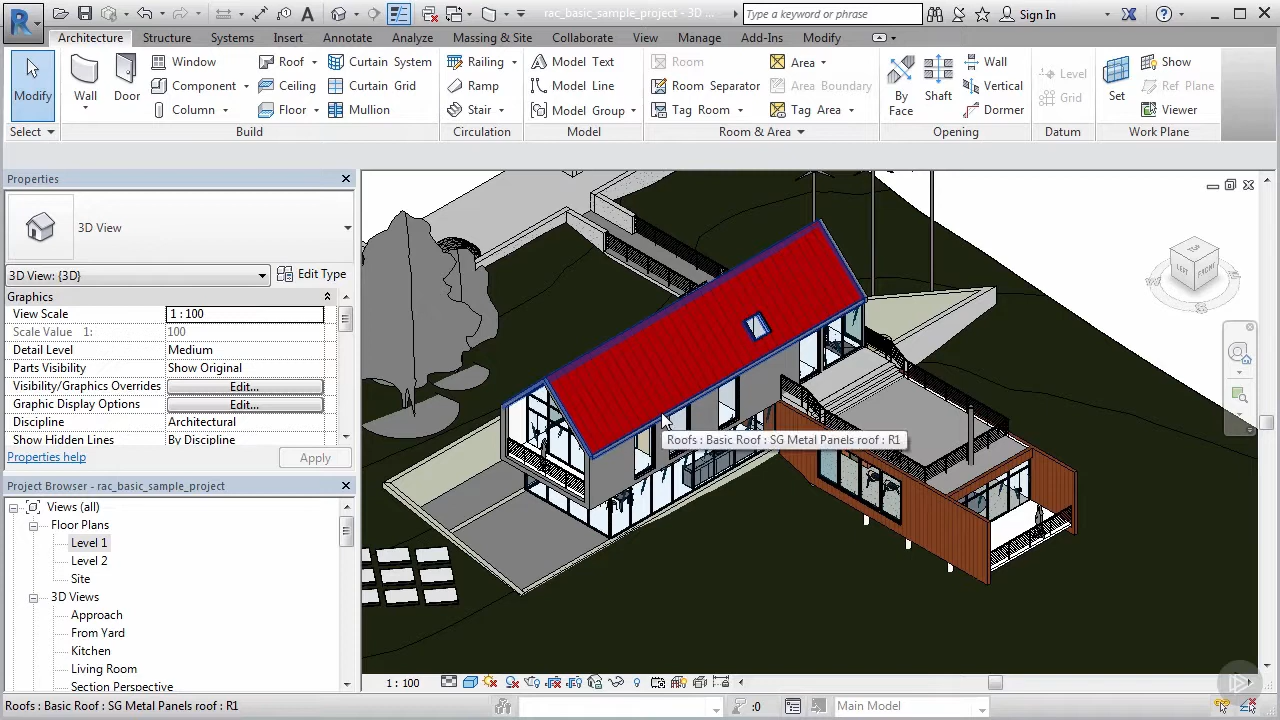 rac_basic_sample_project - 3D ...
Type a keyword or phrase
Sign In
Architecture Structure Systems Insert Annotate Analyze Massing & Site Collaborate View Manage Add-Ins Modify
Modify
Wall
Door
Window
Component
Column
Roof
Ceiling
Floor
Curtain System
Curtain Grid
Mullion
Railing
Ramp
Stair
Model Text
Model Line
Model Group
Room
Room Separator
Tag Room
Area
Area Boundary
Tag Area
By
Face
Shaft
Wall
Vertical
Dormer
Level
Grid
Set
Show
Ref Plane
Viewer
Select Build Circulation Model Room & Area Opening Datum Work Plane
Properties
3D View
3D View: {3D} Edit Type
Graphics
View Scale 1 : 100
Scale Value 1: 100
Detail Level Medium
Parts Visibility Show Original
Visibility/Graphics Overrides Edit...
Graphic Display Options Edit...
Discipline Architectural
Show Hidden Lines By Discipline
Properties help Apply
Project Browser - rac_basic_sample_project
Views (all)
Floor Plans
Level 1
Level 2
Site
3D Views
Approach
From Yard
Kitchen
Living Room
Section Perspective
TOP
LEFT
FRONT
Roofs : Basic Roof : SG Metal Panels roof : R1
1 : 100
Roofs : Basic Roof : SG Metal Panels roof : R1
:0
Main Model